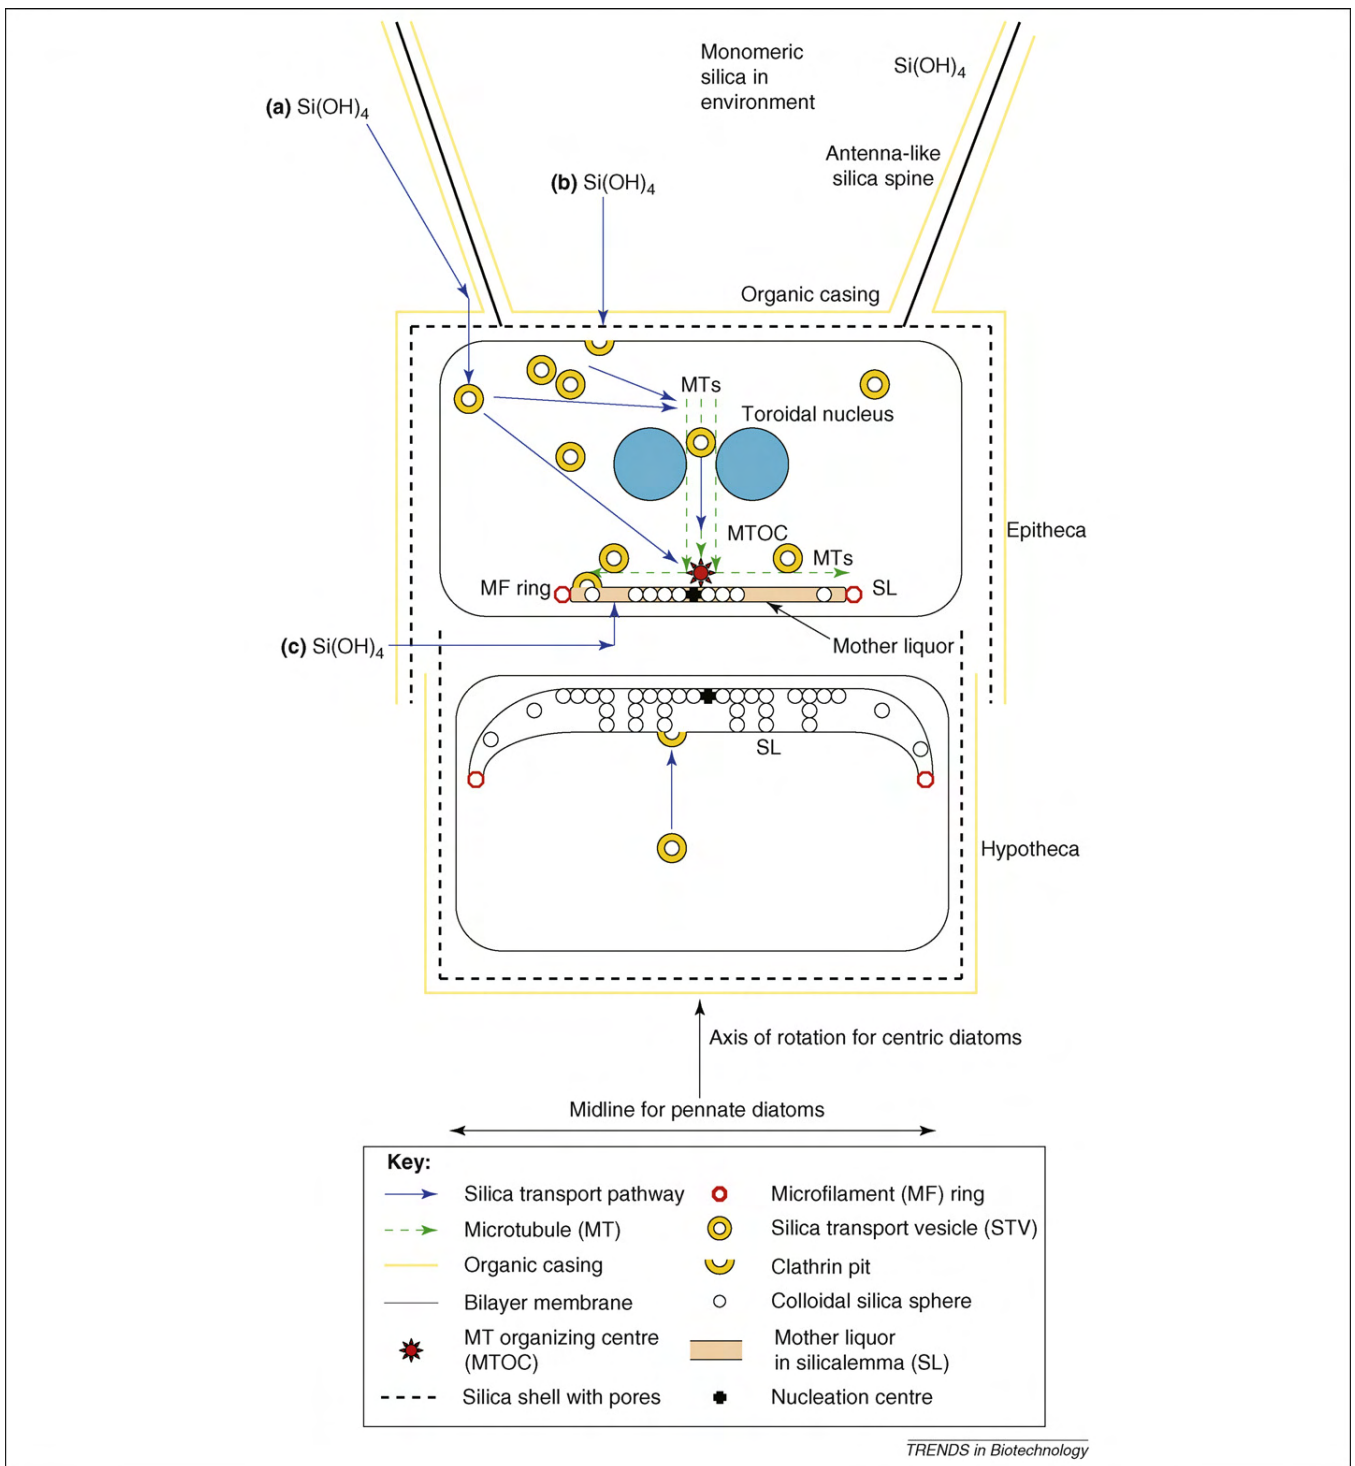 Monomeric
silica in
environment
Si(OH)4
(a) Si(OH)4
Antenna-like
silica spine
(b) Si(OH)4
Organic casing
MTs
Toroidal nucleus
MTOC
Epitheca
MTs
MF ring
SL
(c) Si(OH)4
Mother liquor
SL
Hypotheca
Axis of rotation for centric diatoms
Midline for pennate diatoms
Key:
Silica transport pathway
Microtubule (MT)
Organic casing
Bilayer membrane
MT organizing centre
(MTOC)
Silica shell with pores
Microfilament (MF) ring
Silica transport vesicle (STV)
Clathrin pit
Colloidal silica sphere
Mother liquor
in silicalemma (SL)
Nucleation centre
TRENDS in Biotechnology